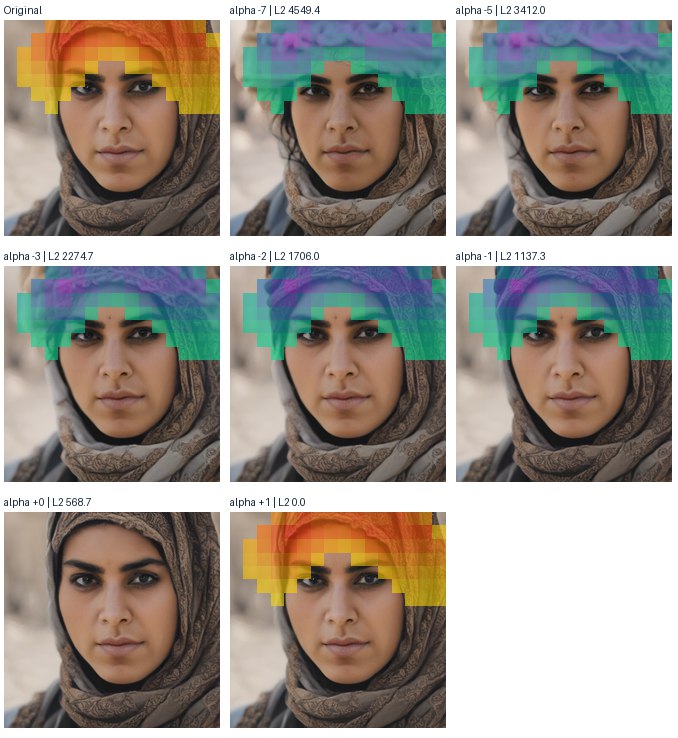 Original
alpha -7 | L2 4549.4
alpha -5 | L2 3412.0
alpha -3 | L2 2274.7
alpha -2 | L2 1706.0
alpha -1 | L2 1137.3
alpha +0 | L2 568.7
alpha +1 | L2 0.0